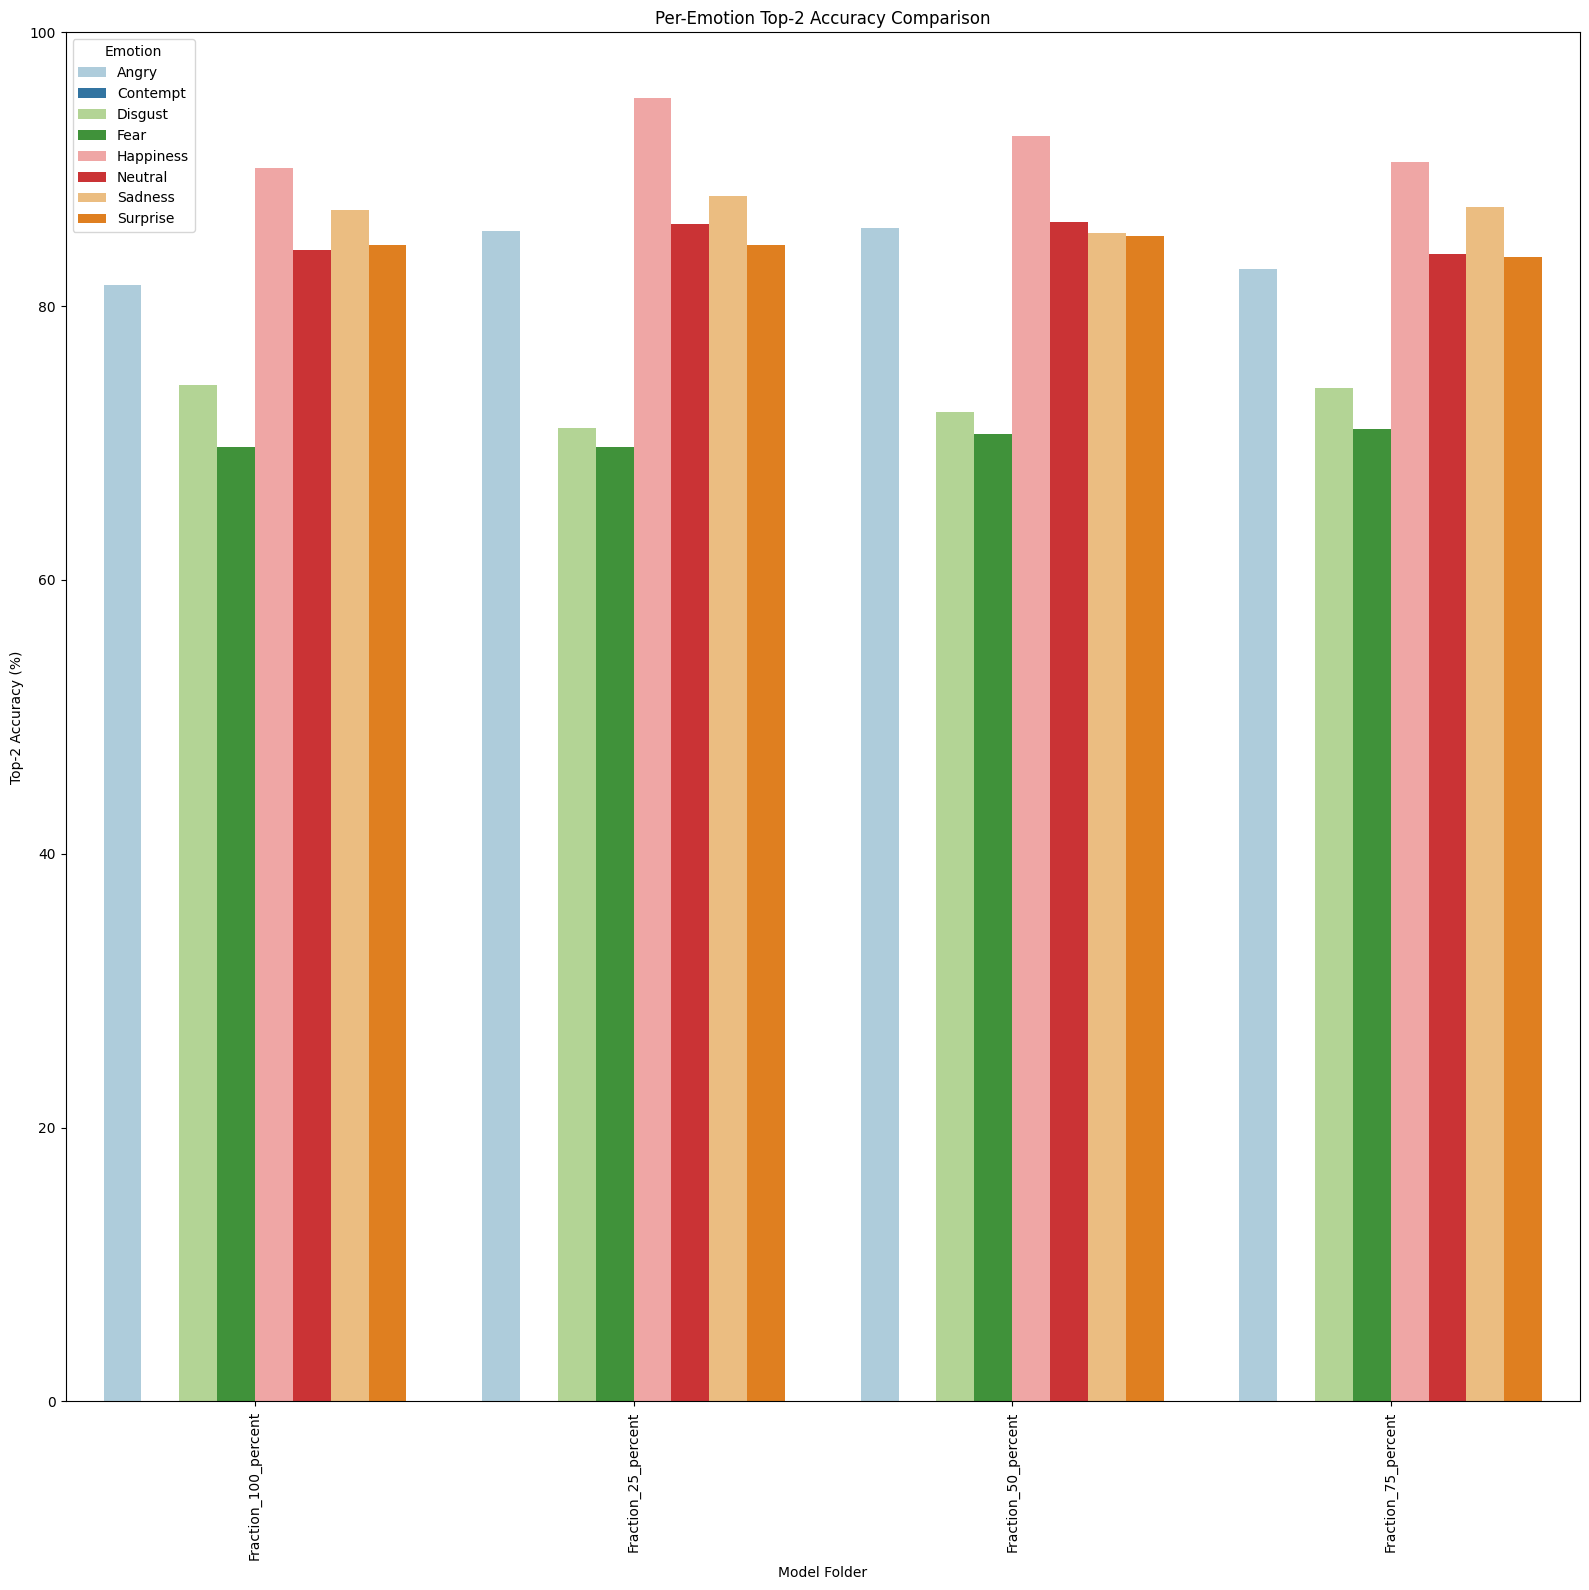 Per-Emotion Top-2 Accuracy Comparison
Emotion
Angry
Contempt
Disgust
Fear
Happiness
Neutral
Sadness
Surprise
Top-2 Accuracy (%)
100
80
60
40
20
0
Fraction_100_percent
Fraction_25_percent
Fraction_50_percent
Fraction_75_percent
Model Folder